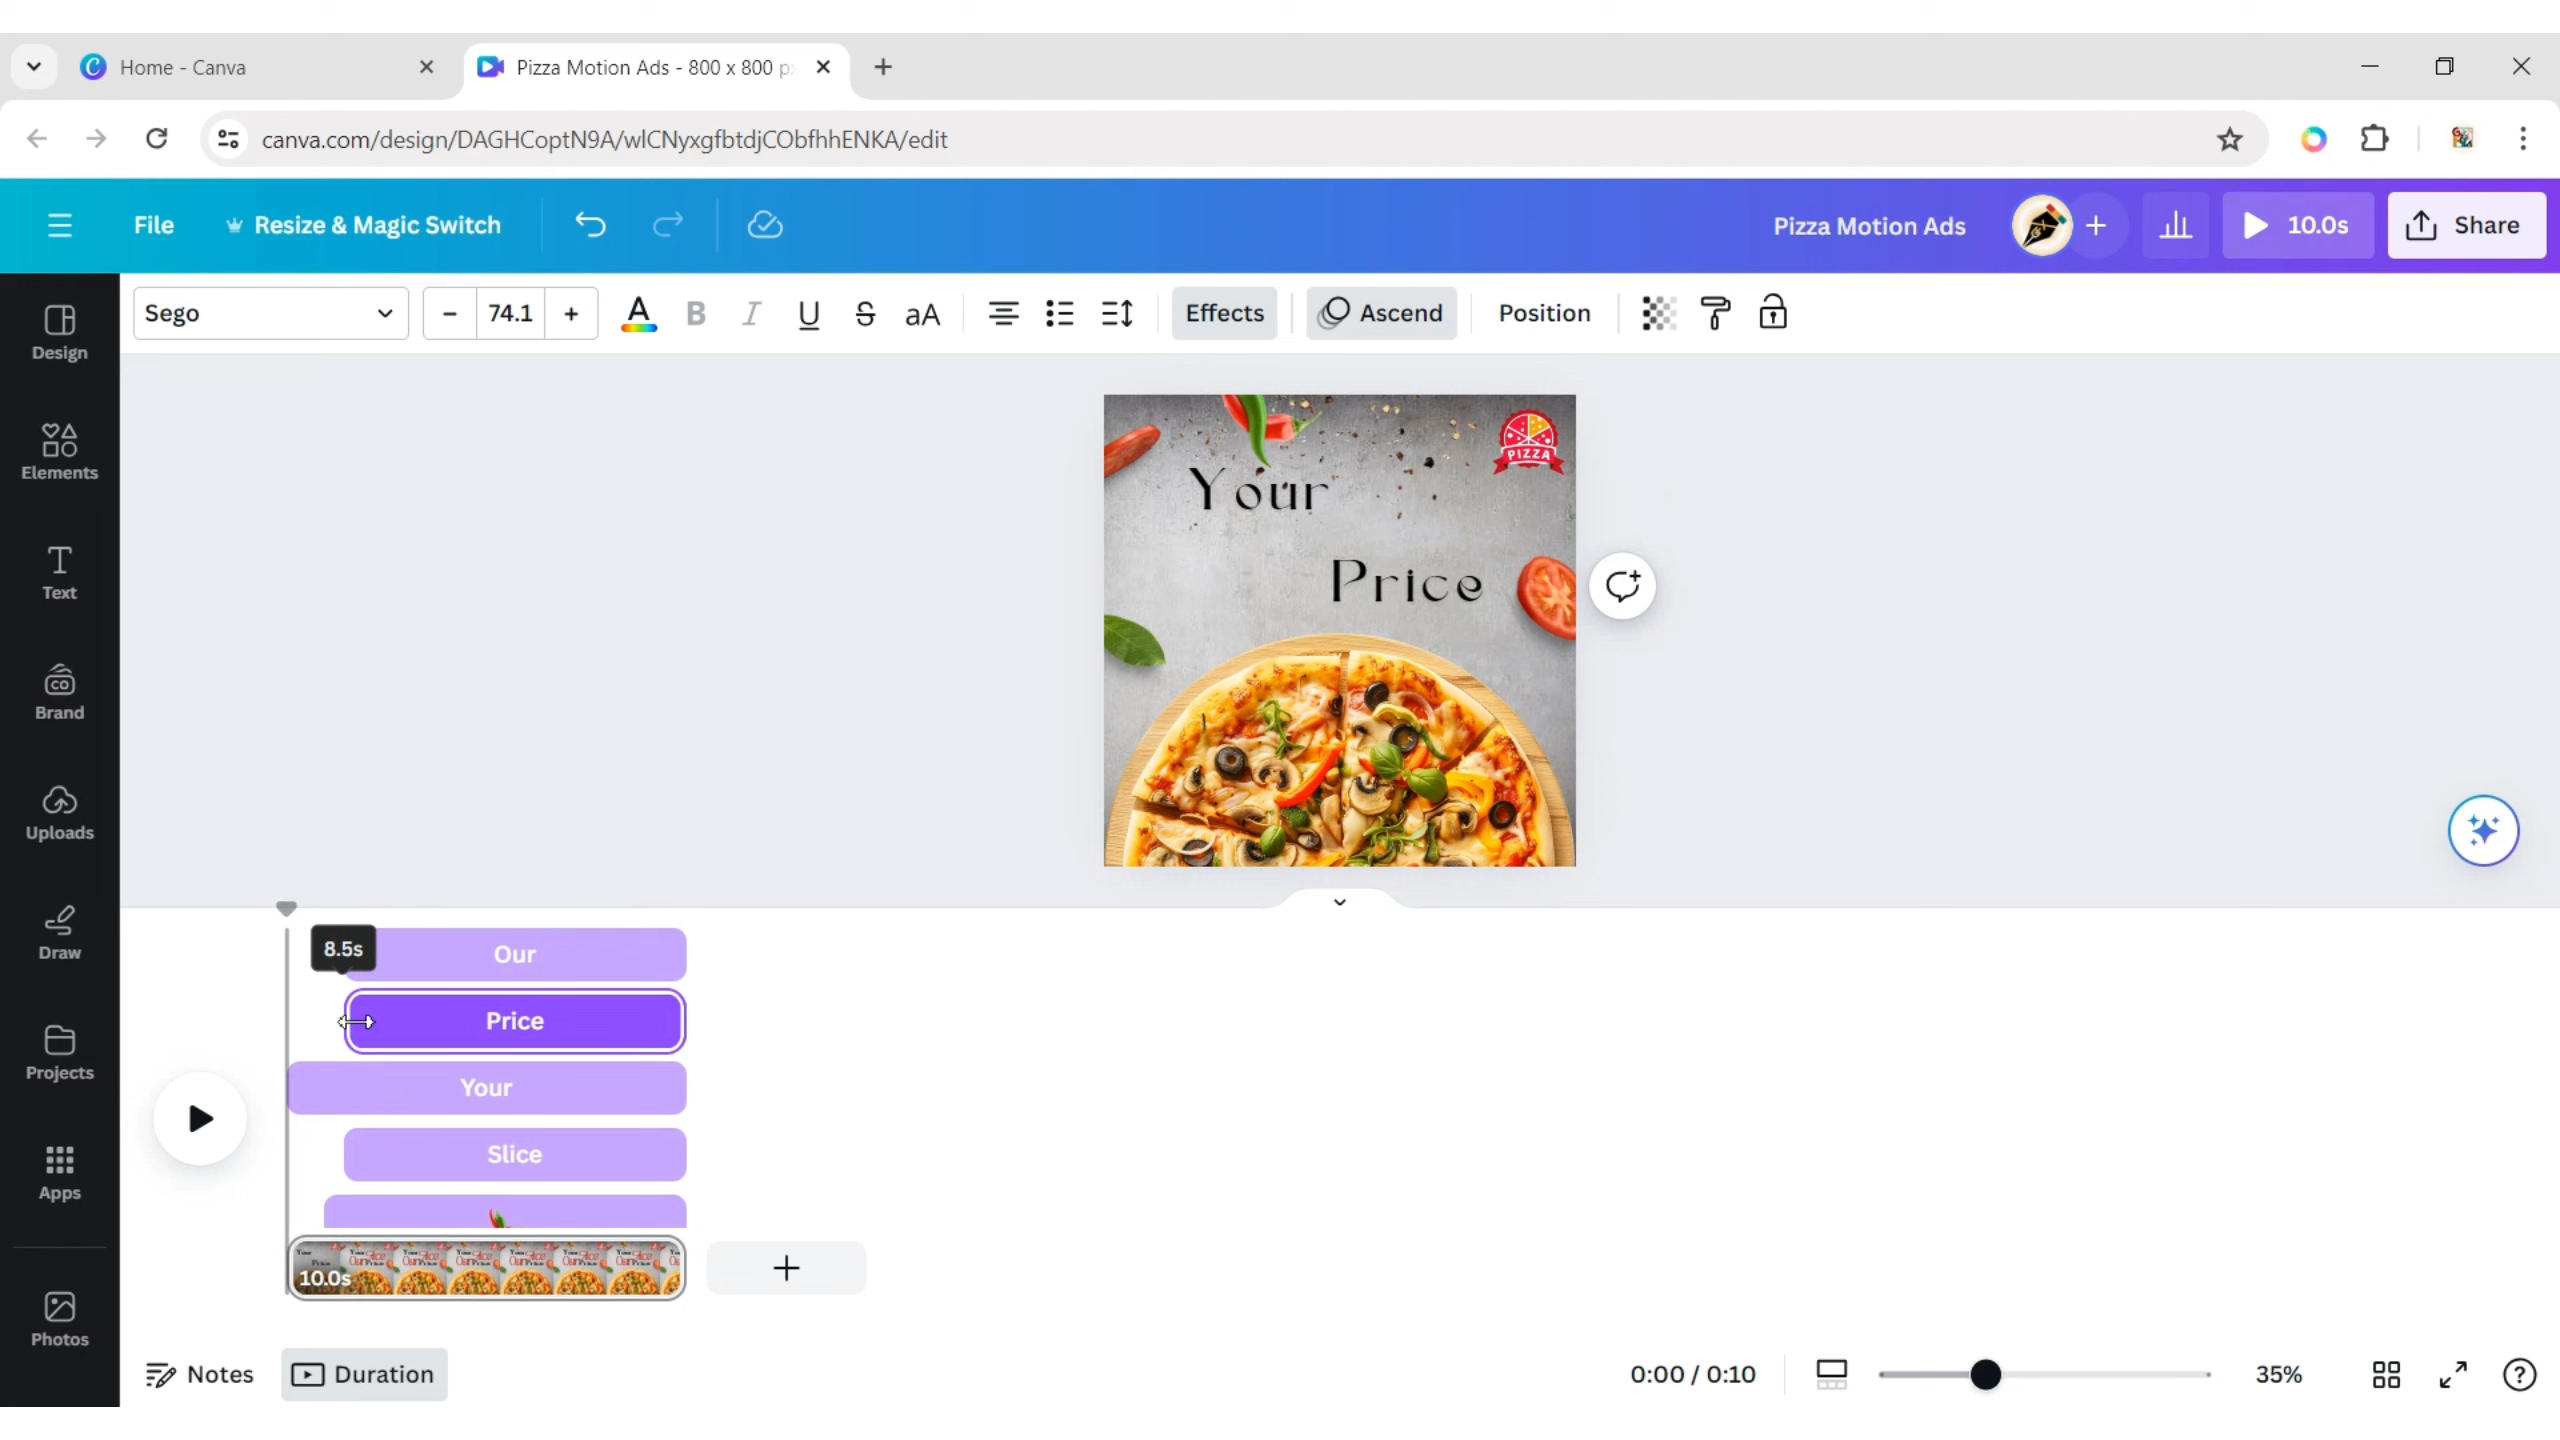 Home - Canva
Pizza Motion Ads - 800 x 800 p
canva.com/design/DAGHCoptN9A/wlCNyxgfbtdjCObfhhENKA/edit
File
Resize & Magic Switch
Pizza Motion Ads
10.0s
Share
Sego
74.1
aA
Effects
Ascend
Position
Design
Elements
Text
Brand
Uploads
Draw
Projects
Apps
Photos
PIZZA
Your
Price
8.5s
Our
Price
Your
Slice
10.0s
Notes
Duration
0:00 / 0:10
35%